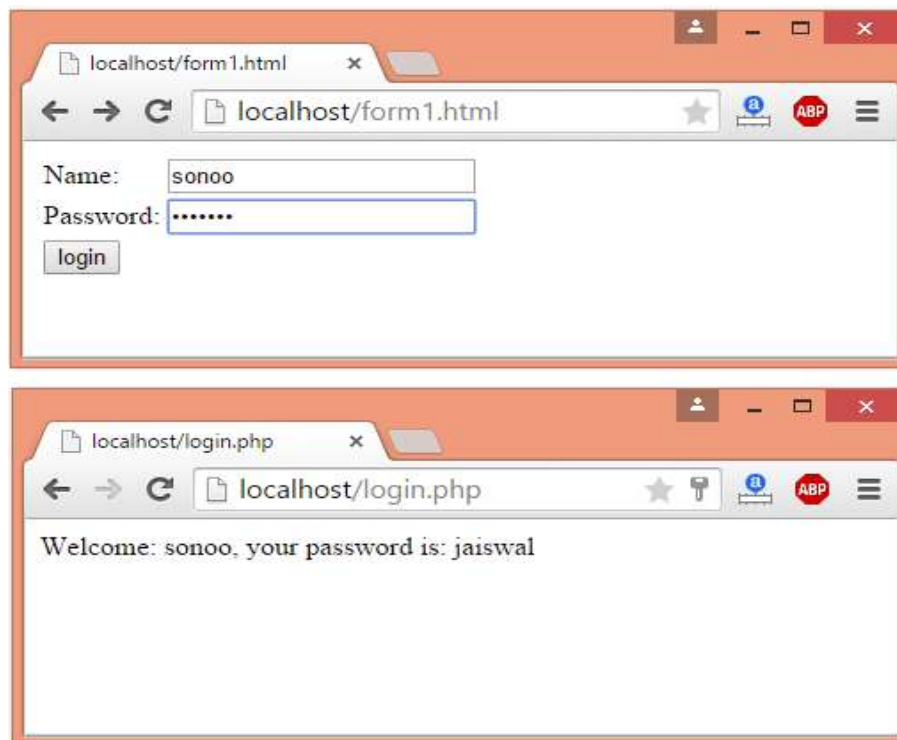 localhost/form1.html
localhost/form1.html
a
ABP
Name: sonoo
Password: •••••••
login
localhost/login.php
localhost/login.php
a
ABP
Welcome: sonoo, your password is: jaiswal